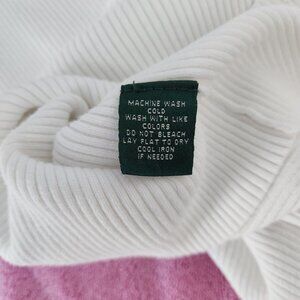 MACHINE WASH
COLD
WASH WITH LIKE
COLORS
DO NOT BLEACH
LAY FLAT TO DRY
COOL IRON
IF NEEDED